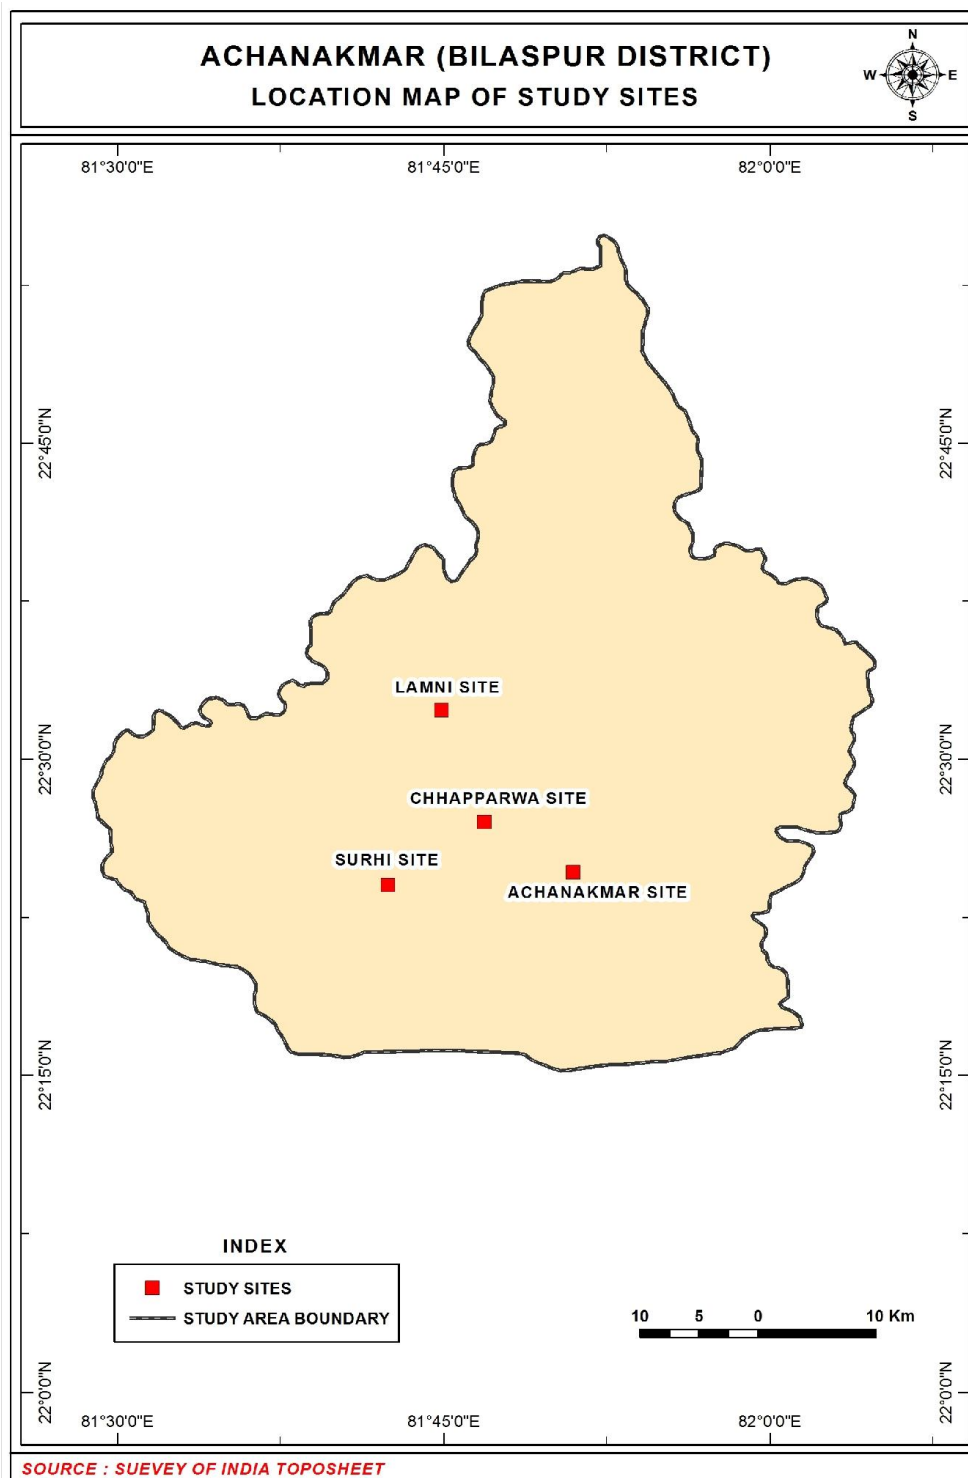 ACHANAKMAR (BILASPUR DISTRICT)
LOCATION MAP OF STUDY SITES
N
W E
S
81°30'0"E 81°45'0"E 82°0'0"E
22°45'0"N 22°45'0"N
LAMNI SITE
22°30'0"N 22°30'0"N
CHHAPPARWA SITE
SURHI SITE
ACHANAKMAR SITE
22°15'0"N 22°15'0"N
INDEX
STUDY SITES
STUDY AREA BOUNDARY
10 5 0 10 Km
22°0'0"N 22°0'0"N
81°30'0"E 81°45'0"E 82°0'0"E
SOURCE : SUEVEY OF INDIA TOPOSHEET